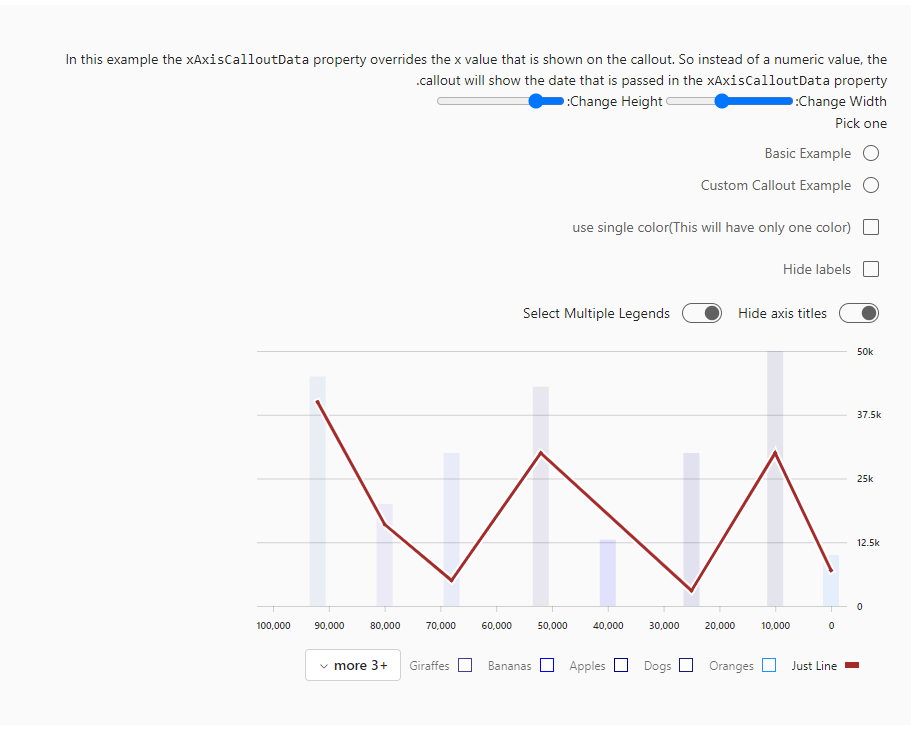 In this example the xAxisCalloutData property overrides the x value that is shown on the callout. So instead of a numeric value, the
.callout will show the date that is passed in the xAxisCalloutData property
:Change Height :Change Width
Pick one
Basic Example
Custom Callout Example
use single color(This will have only one color)
Hide labels
Select Multiple Legends Hide axis titles
50k
37.5k
25k
12.5k
0
100,000 90,000 80,000 70,000 60,000 50,000 40,000 30,000 20,000 10,000 0
more 3+ Giraffes Bananas Apples Dogs Oranges Just Line